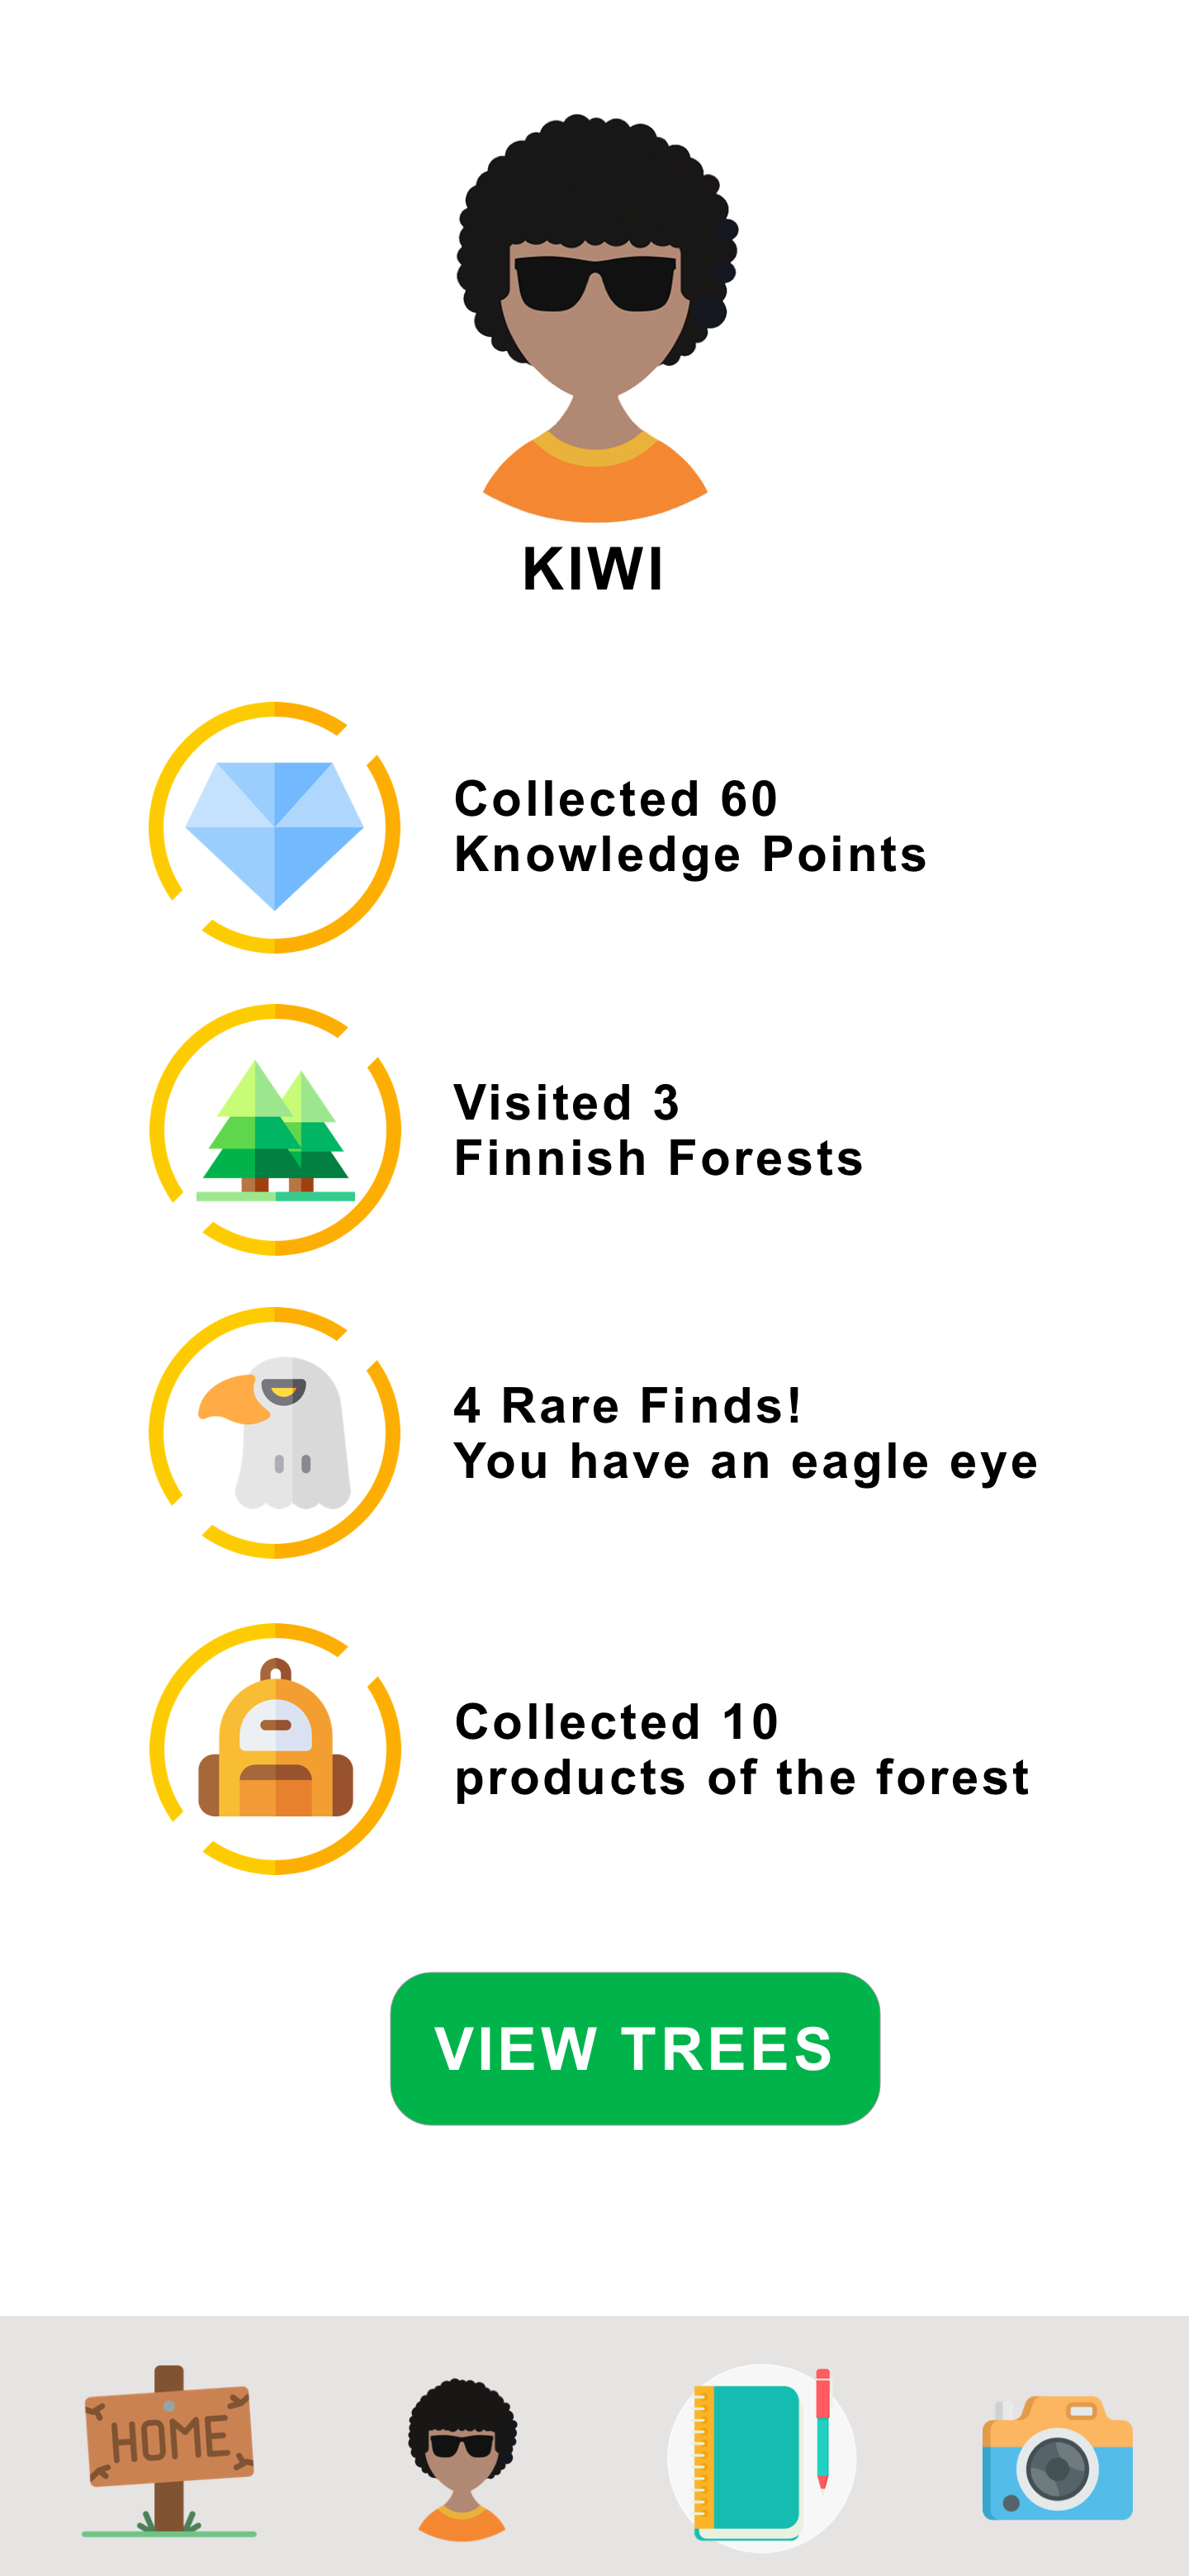 KIWI
Collected 60
Knowledge Points
Visited 3
Finnish Forests
4 Rare Finds!
You have an eagle eye
Collected 10
products of the forest
VIEW TREES
HOME